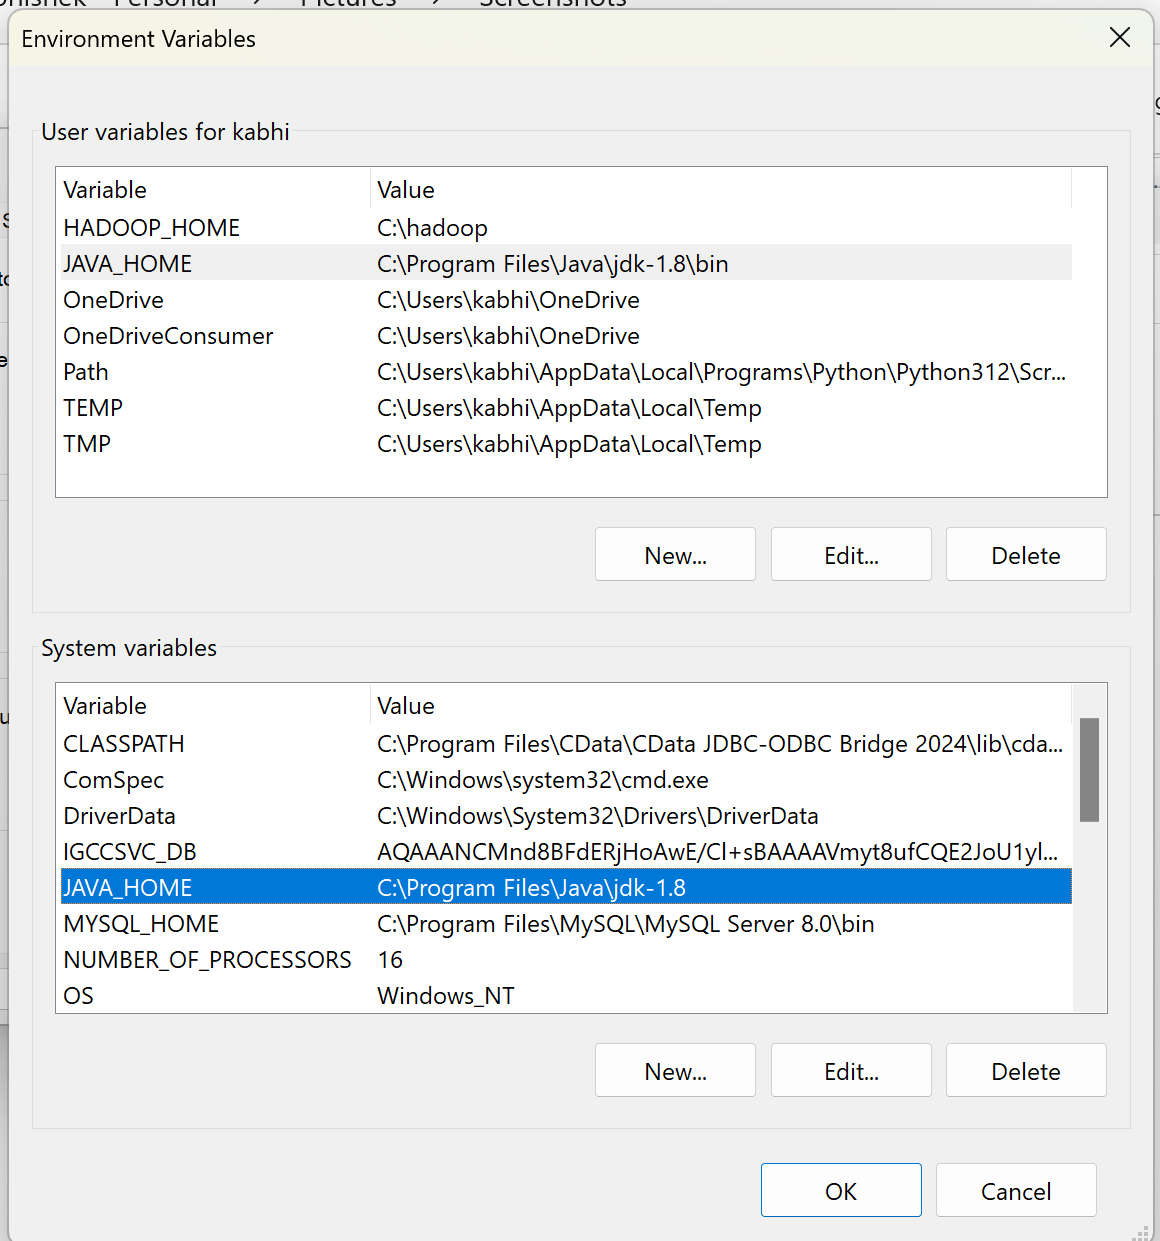 Personal > Pictures > Screenshots
Environment Variables
User variables for kabhi
Variable Value
HADOOP_HOME C:\hadoop
JAVA_HOME C:\Program Files\Java\jdk-1.8\bin
OneDrive C:\Users\kabhi\OneDrive
OneDriveConsumer C:\Users\kabhi\OneDrive
Path C:\Users\kabhi\AppData\Local\Programs\Python\Python312\Scr...
TEMP C:\Users\kabhi\AppData\Local\Temp
TMP C:\Users\kabhi\AppData\Local\Temp
New... Edit... Delete
System variables
Variable Value
CLASSPATH C:\Program Files\CData\CData JDBC-ODBC Bridge 2024\lib\cda...
ComSpec C:\Windows\system32\cmd.exe
DriverData C:\Windows\System32\Drivers\DriverData
IGCCSVC_DB AQAAANCMnd8BFdERjHoAwE/Cl+sBAAAAVmyt8ufCQE2JoU1yl...
JAVA_HOME C:\Program Files\Java\jdk-1.8
MYSQL_HOME C:\Program Files\MySQL\MySQL Server 8.0\bin
NUMBER_OF_PROCESSORS 16
OS Windows_NT
New... Edit... Delete
OK Cancel